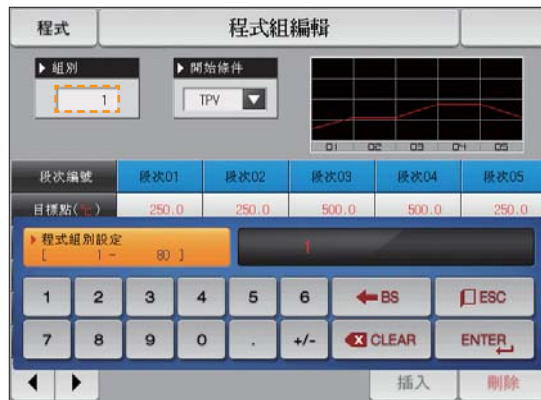 程式 程式組編輯
▶ 組別 ▶ 開始條件
1 TPV
01 02 03 04 05
段次編號 段次01 段次02 段次03 段次04 段次05
目標點(℃) 250.0 250.0 500.0 500.0 250.0
▶ 程式組別設定
[ 1 - 80 ] 1
1 2 3 4 5 6 BS ESC
7 8 9 0 . +/- CLEAR ENTER
插入 刪除